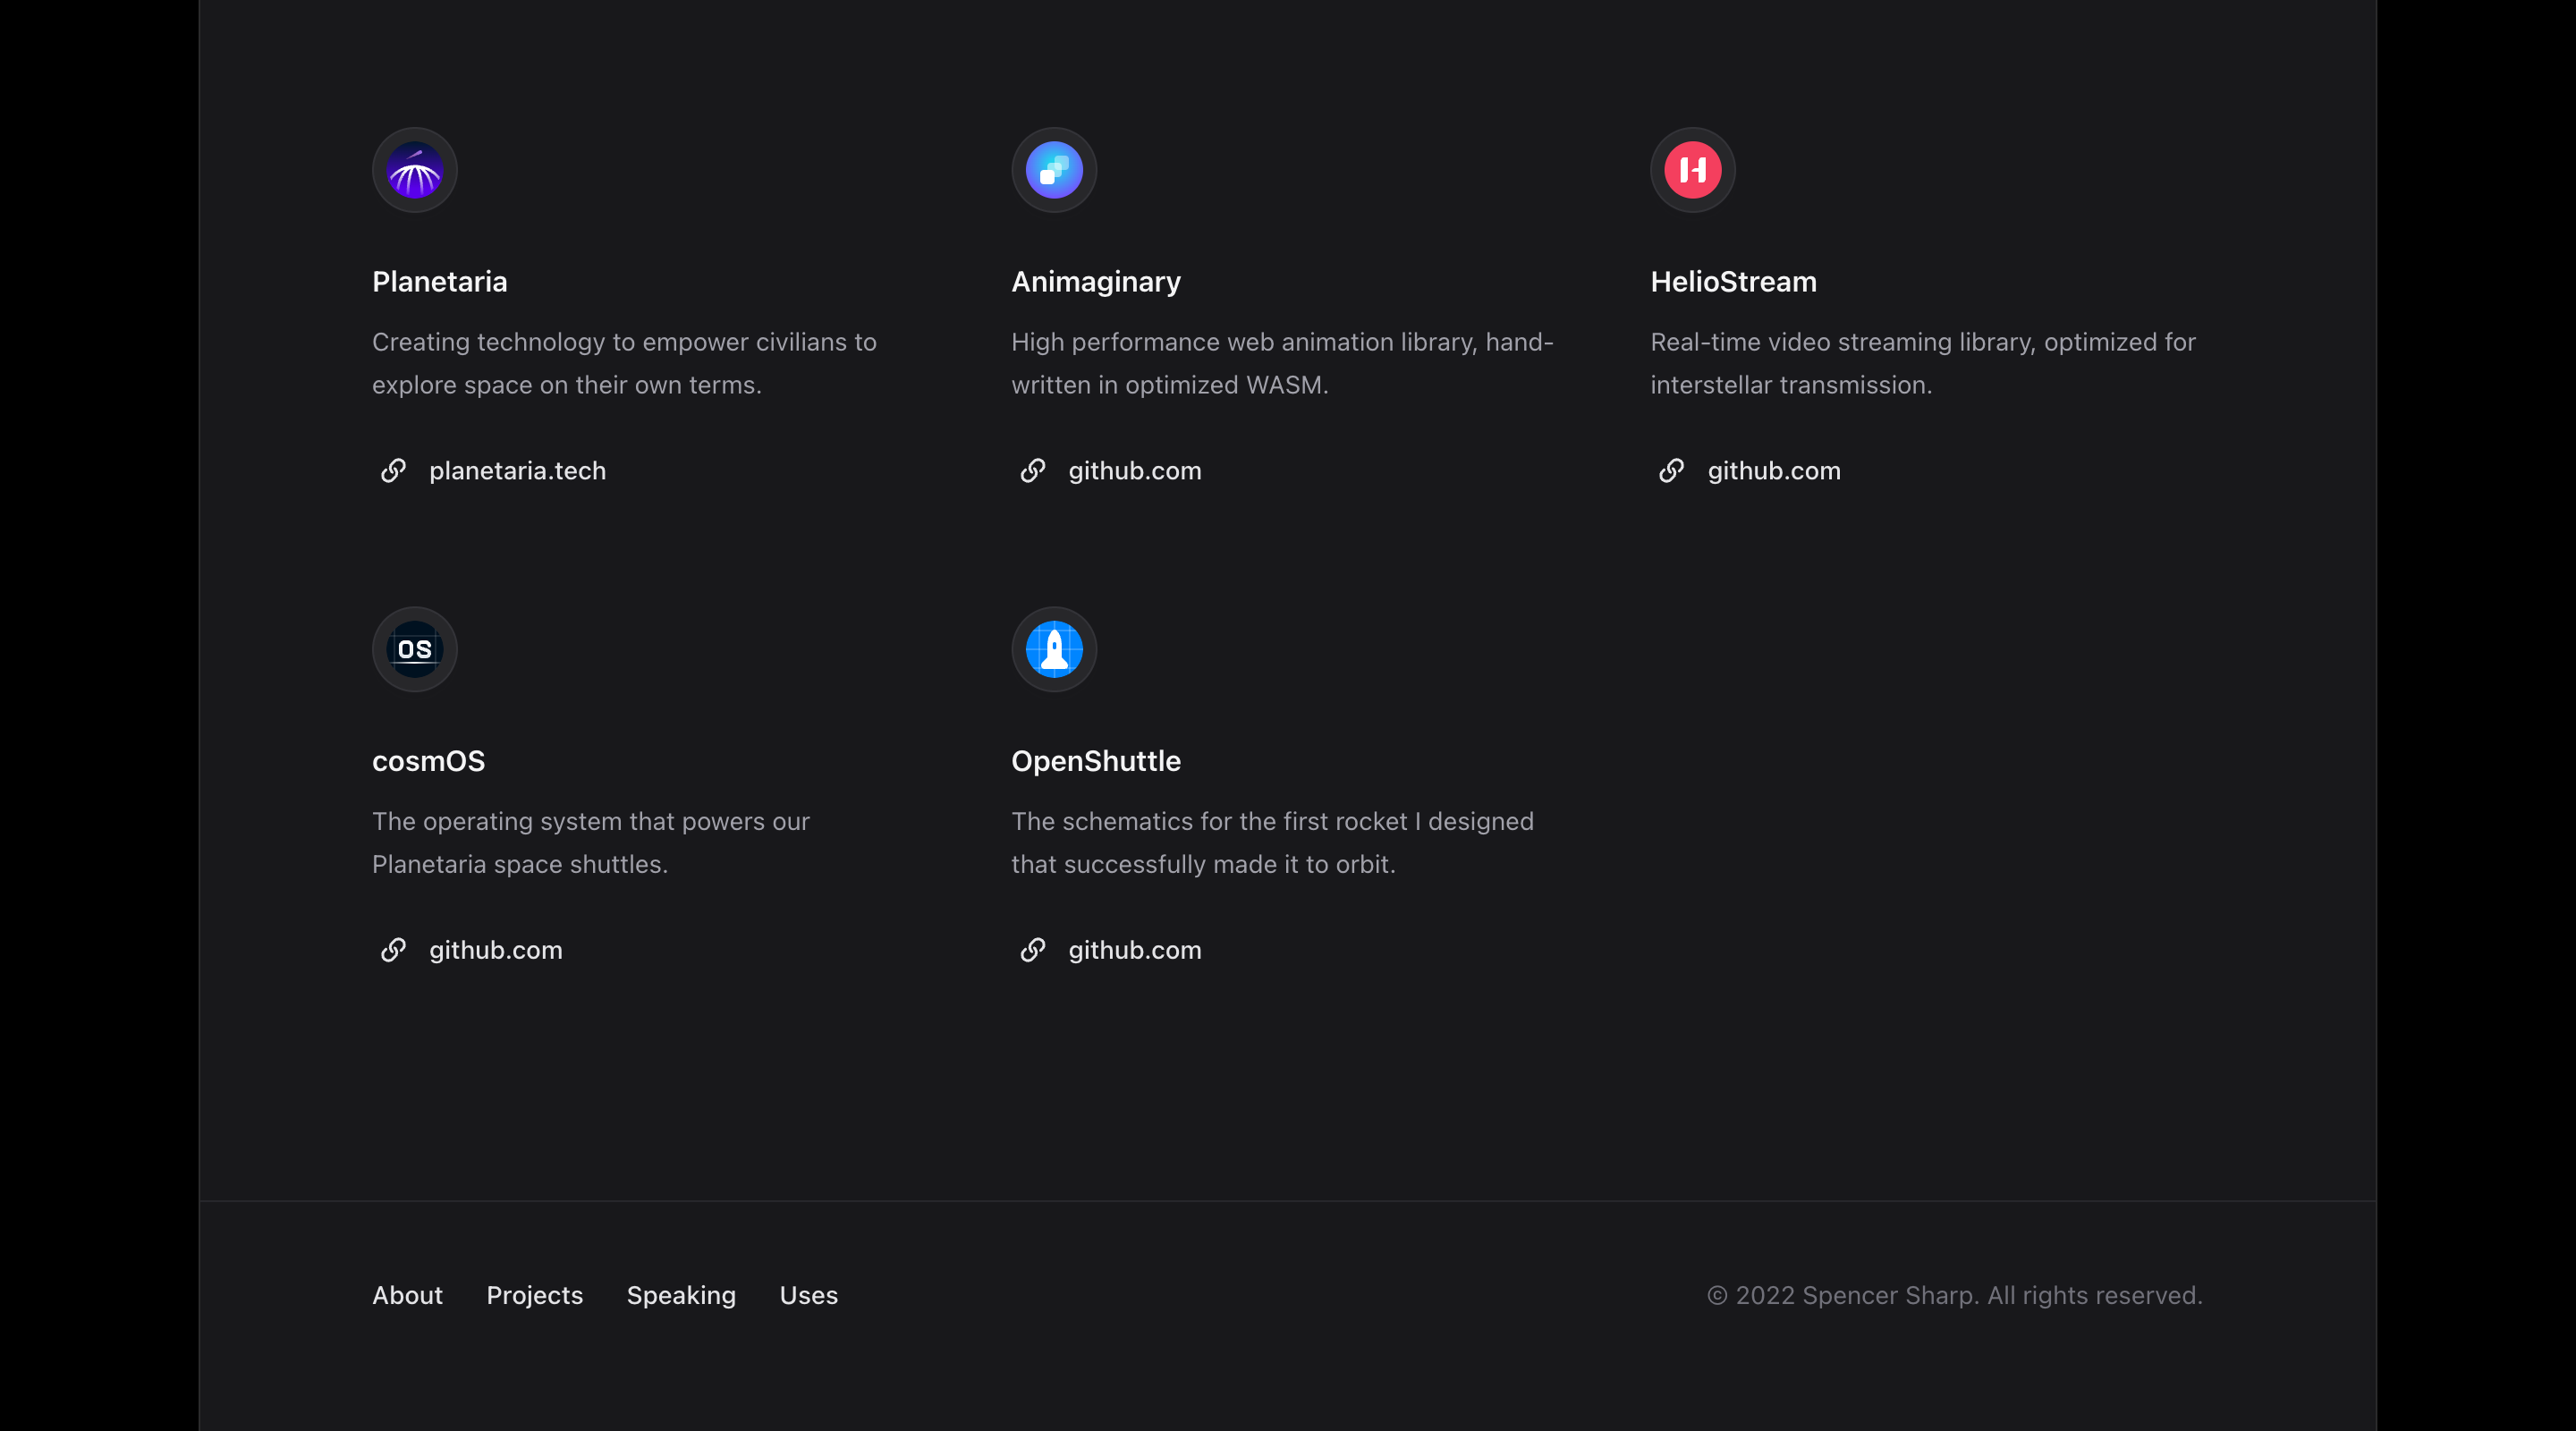 Planetaria
Creating technology to empower civilians to
explore space on their own terms.
planetaria.tech
Animaginary
High performance web animation library, hand-
written in optimized WASM.
github.com
H
HelioStream
Real-time video streaming library, optimized for
interstellar transmission.
github.com
OS
cosmOS
The operating system that powers our
Planetaria space shuttles.
github.com
OpenShuttle
The schematics for the first rocket I designed
that successfully made it to orbit.
github.com
About Projects Speaking Uses
© 2022 Spencer Sharp. All rights reserved.